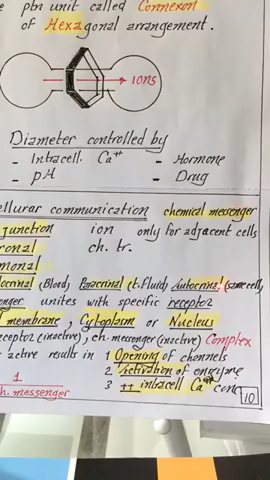 e pbn unit called Connexon
of Hexagonal arrangement.
→ Ions
Diameter controlled by
- Intracell. Ca++ - Hormone
- pH - Drug
ellular communication chemical messenger
junction ion only for adjacent cells
ronal ch. tr.
monal
ocrinal (Blood) Paracrinal (t.fluid) Autocrinal (same cell)
enger unites with specific receptor
membrane, Cytoplasm or Nucleus
eceptor (inactive), ch.messenger (inactive) Complex
active results in 1 Opening of channels
1 2 Activation of enzyme
h. messenger 3 ++ intracell Ca++ conc
10